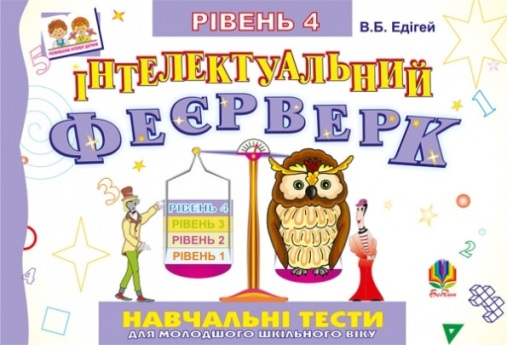 РІВЕНЬ 4
В.Б. Едігей
ІНТЕЛЕКТУАЛЬНИЙ
ФЕЄРВЕРК
РІВЕНЬ 4
РІВЕНЬ 3
РІВЕНЬ 2
РІВЕНЬ 1
НАВЧАЛЬНІ ТЕСТИ
ДЛЯ МОЛОДШОГО ШКІЛЬНОГО ВІКУ
Богдан